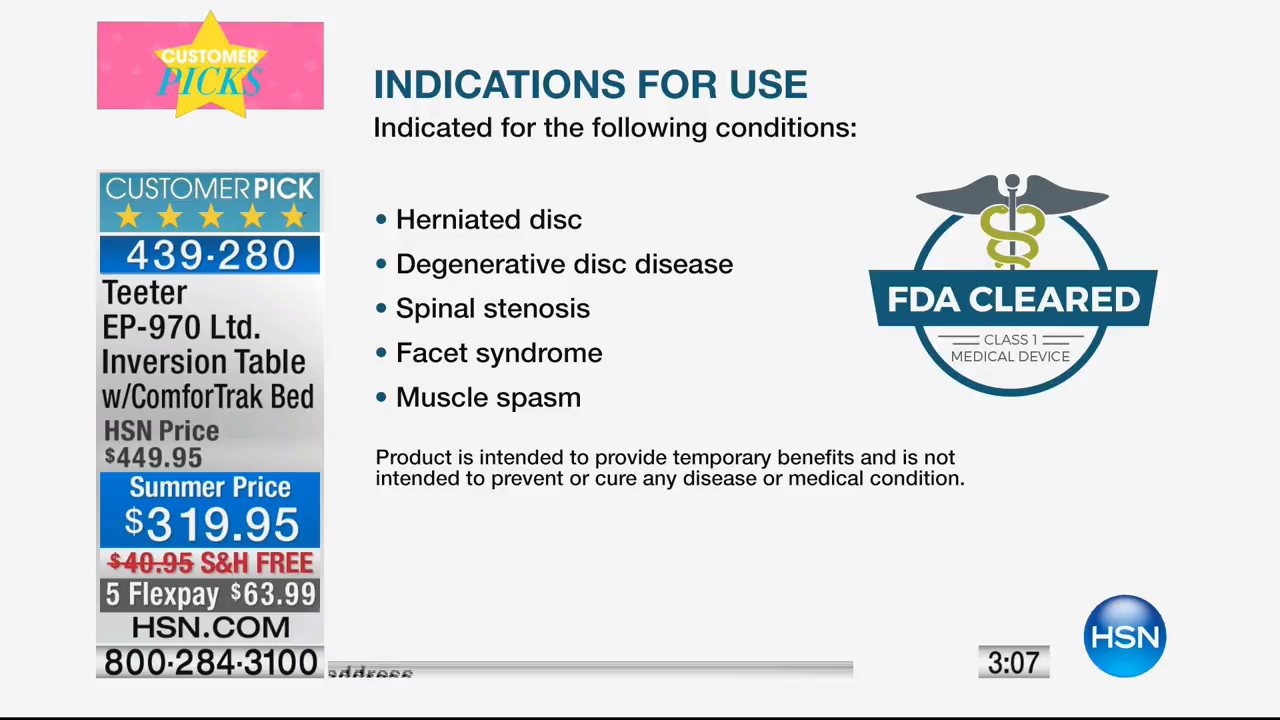 CUSTOMER
PICKS
INDICATIONS FOR USE
Indicated for the following conditions:
• Herniated disc
• Degenerative disc disease
• Spinal stenosis
• Facet syndrome
• Muscle spasm
Product is intended to provide temporary benefits and is not
intended to prevent or cure any disease or medical condition.
FDA CLEARED
CLASS 1
MEDICAL DEVICE
CUSTOMER PICK
439·280
Teeter
EP-970 Ltd.
Inversion Table
w/ComforTrak Bed
HSN Price
$449.95
Summer Price
$319.95
$40.95 S&H FREE
5 Flexpay $63.99
HSN.COM
800·284·3100
address
3:07
HSN